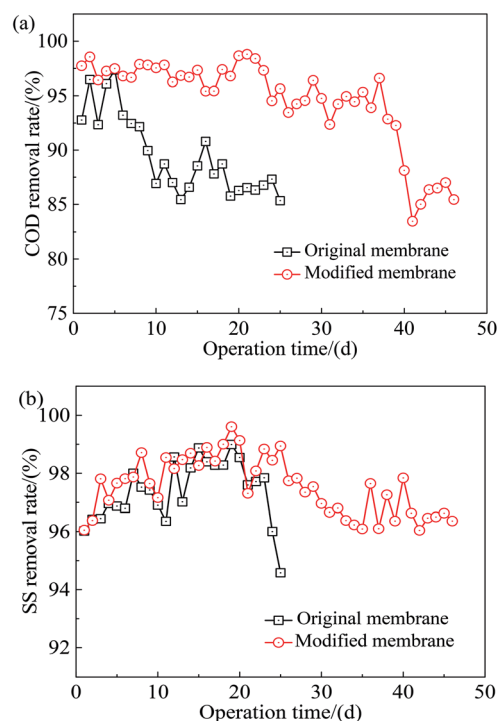 (a)
100
95
90
85
80
75
COD removal rate/(%)
Original membrane
Modified membrane
0 10 20 30 40 50
Operation time/(d)
(b)
100
98
96
94
92
SS removal rate/(%)
Original membrane
Modified membrane
0 10 20 30 40 50
Operation time/(d)